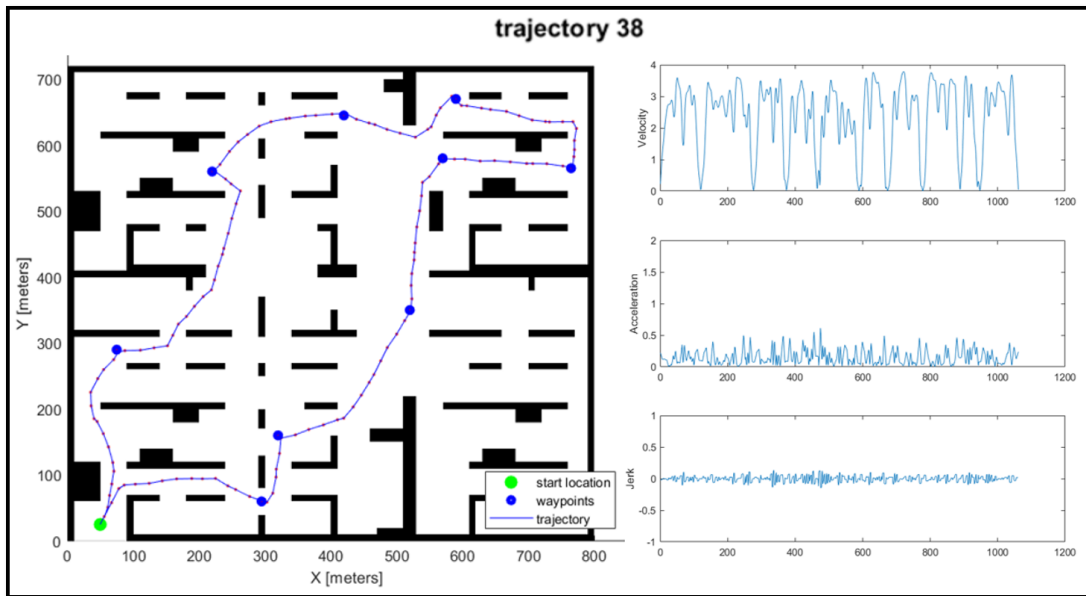 trajectory 38
700
600
500
400
300
200
100
0
Y [meters]
0 100 200 300 400 500 600 700 800
X [meters]
start location
waypoints
trajectory
4
3
2
1
0
Velocity
0 200 400 600 800 1000 1200
2
1.5
1
0.5
0
Acceleration
0 200 400 600 800 1000 1200
1
0.5
0
-0.5
-1
Jerk
0 200 400 600 800 1000 1200